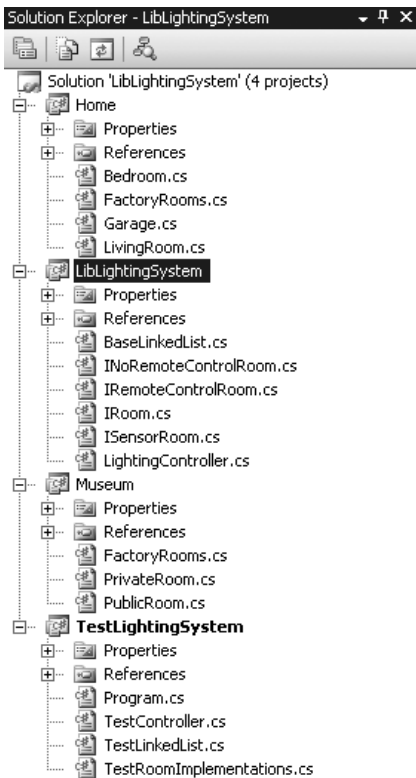 Solution Explorer - LibLightingSystem
Solution 'LibLightingSystem' (4 projects)
Home
Properties
References
Bedroom.cs
FactoryRooms.cs
Garage.cs
LivingRoom.cs
LibLightingSystem
Properties
References
BaseLinkedList.cs
INoRemoteControlRoom.cs
IRemoteControlRoom.cs
IRoom.cs
ISensorRoom.cs
LightingController.cs
Museum
Properties
References
FactoryRooms.cs
PrivateRoom.cs
PublicRoom.cs
TestLightingSystem
Properties
References
Program.cs
TestController.cs
TestLinkedList.cs
TestRoomImplementations.cs